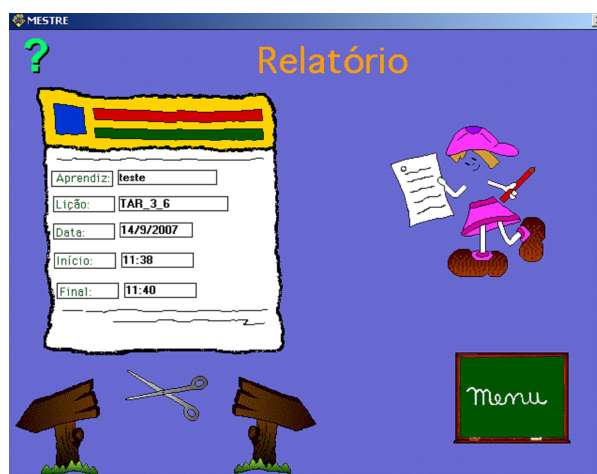 MESTRE
?
Relatório
Aprendiz: teste
Lição: TAR_3_6
Data: 14/9/2007
Início: 11:38
Final: 11:40
Menu